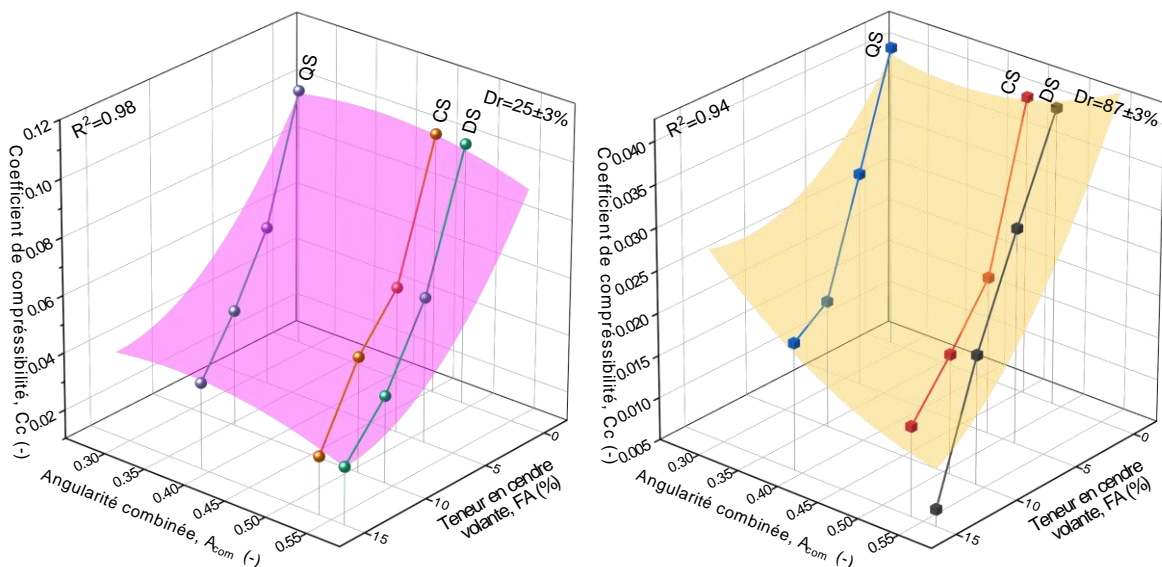 QS
CS
DS
Dr=25±3%
R²=0.98
0.12
0.10
0.08
0.06
0.04
0.02
Coefficient de compréssibilité, Cc (-)
0.30
0.35
0.40
0.45
0.50
0.55
Angularité combinée, A_com (-)
0
5
10
15
Teneur en cendre
volante, FA (%)
QS
CS
DS
Dr=87±3%
R²=0.94
0.040
0.035
0.030
0.025
0.020
0.015
0.010
0.005
Coefficient de compréssibilité, Cc (-)
0.30
0.35
0.40
0.45
0.50
0.55
Angularité combinée, A_com (-)
0
5
10
15
Teneur en cendre
volante, FA (%)